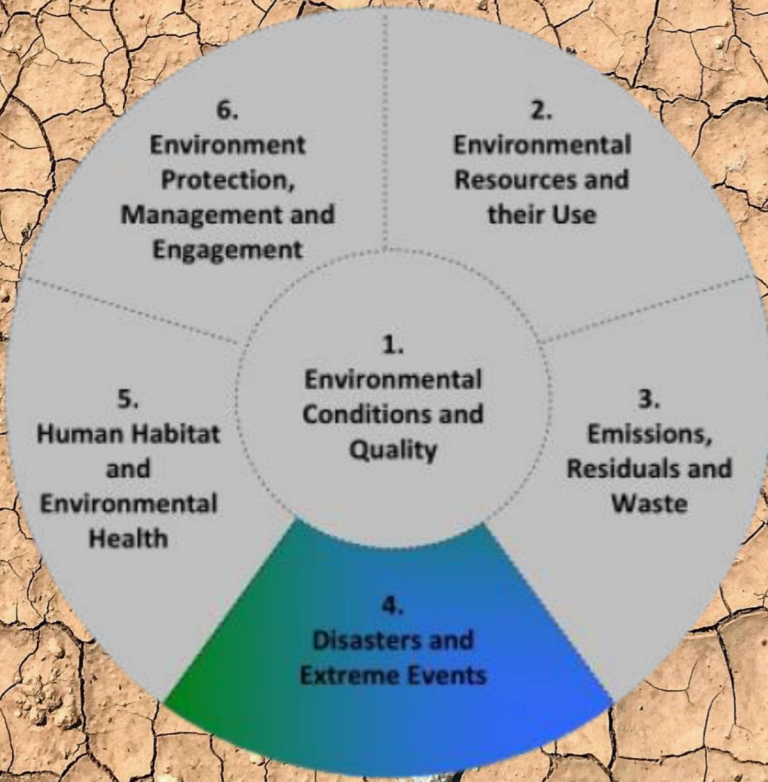 1.
Environmental
Conditions and
Quality
2.
Environmental
Resources and
their Use
3.
Emissions,
Residuals and
Waste
4.
Disasters and
Extreme Events
5.
Human Habitat
and
Environmental
Health
6.
Environment
Protection,
Management and
Engagement